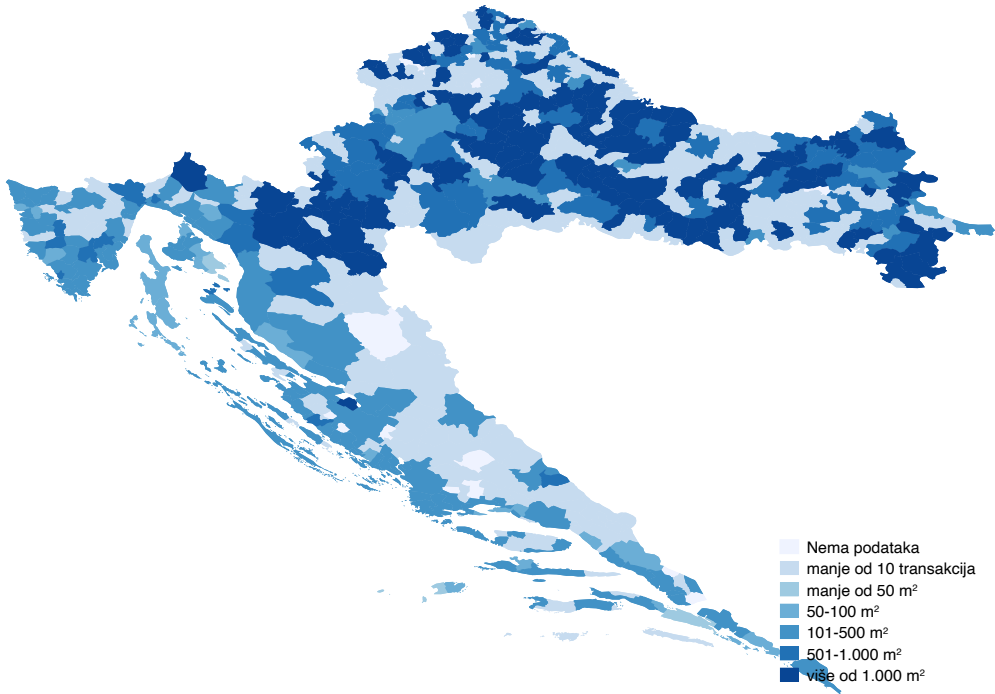 Nema podataka
manje od 10 transakcija
manje od 50 m²
50-100 m²
101-500 m²
501-1.000 m²
više od 1.000 m²